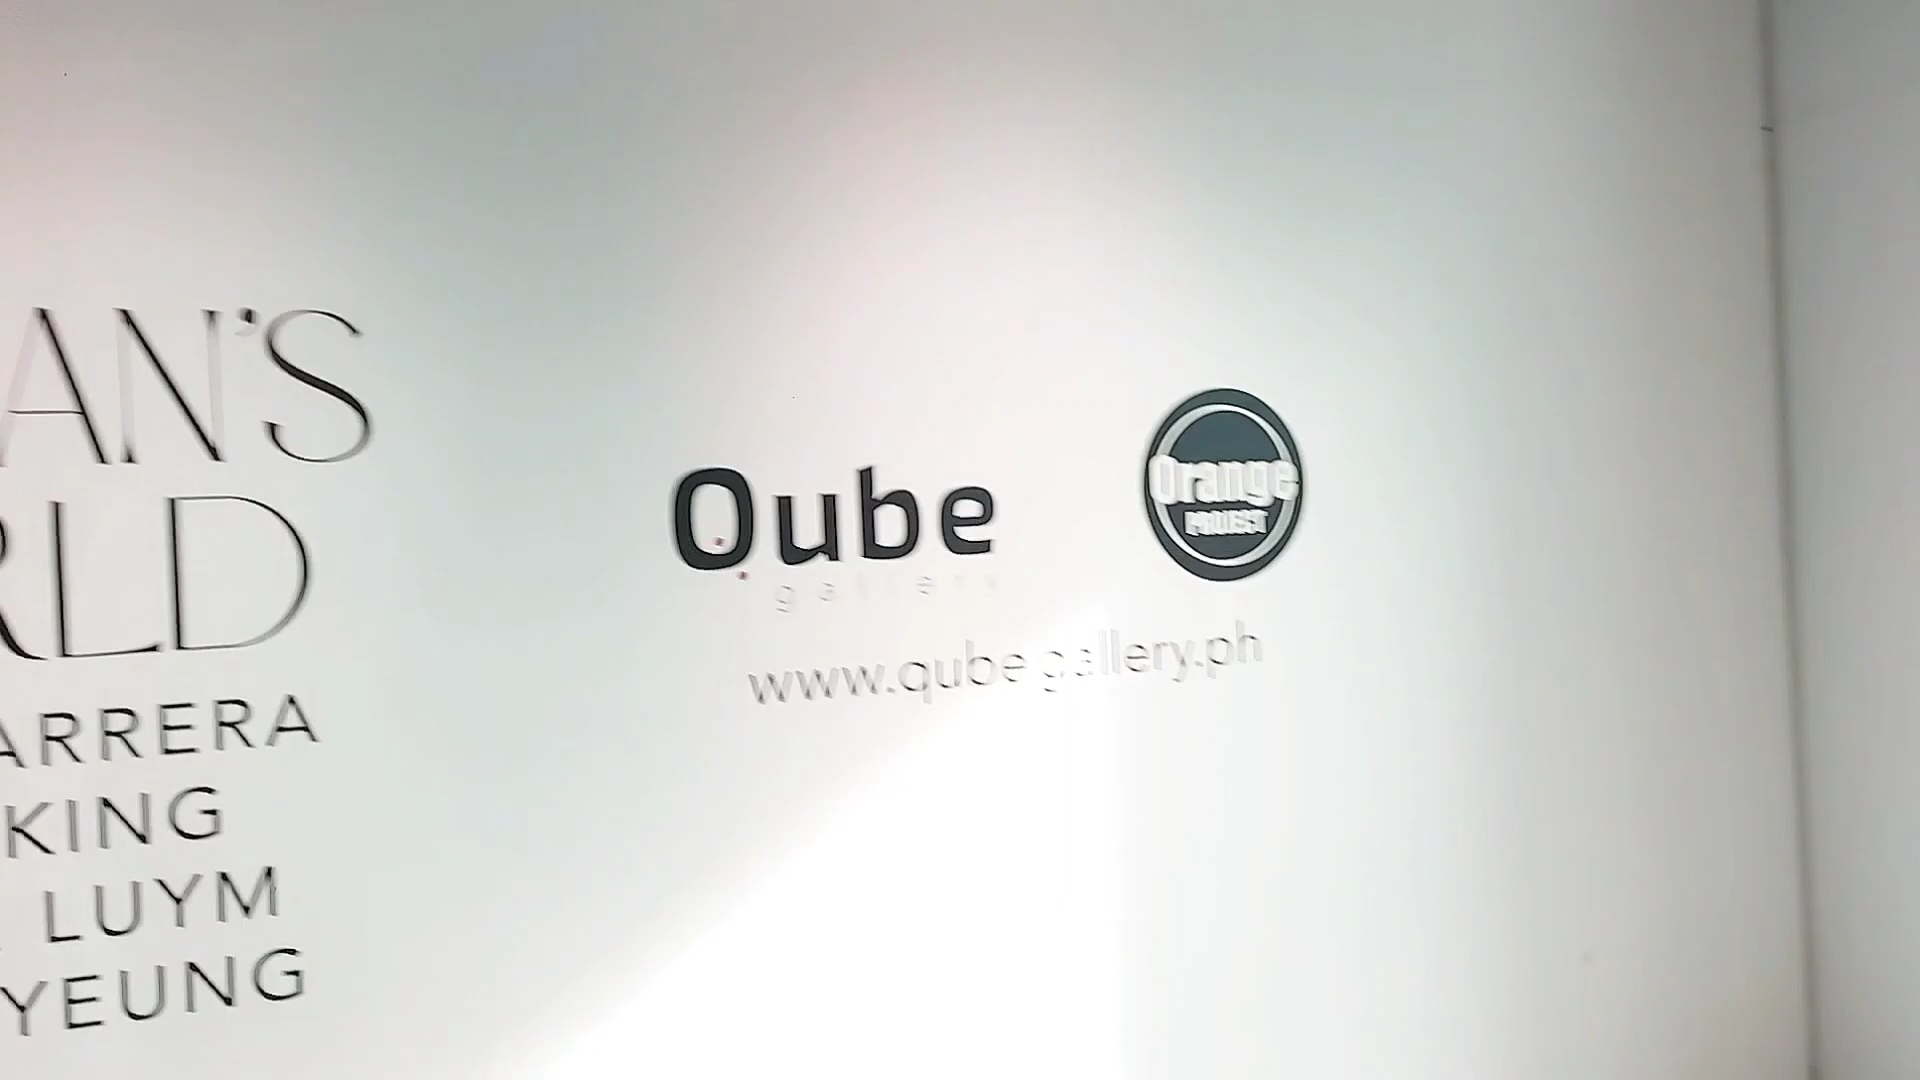 AN'S
RLD
ARRERA
KING
LUYM
YEUNG
Qube
gallery
Orange
PROJECT
www.qubegallery.ph